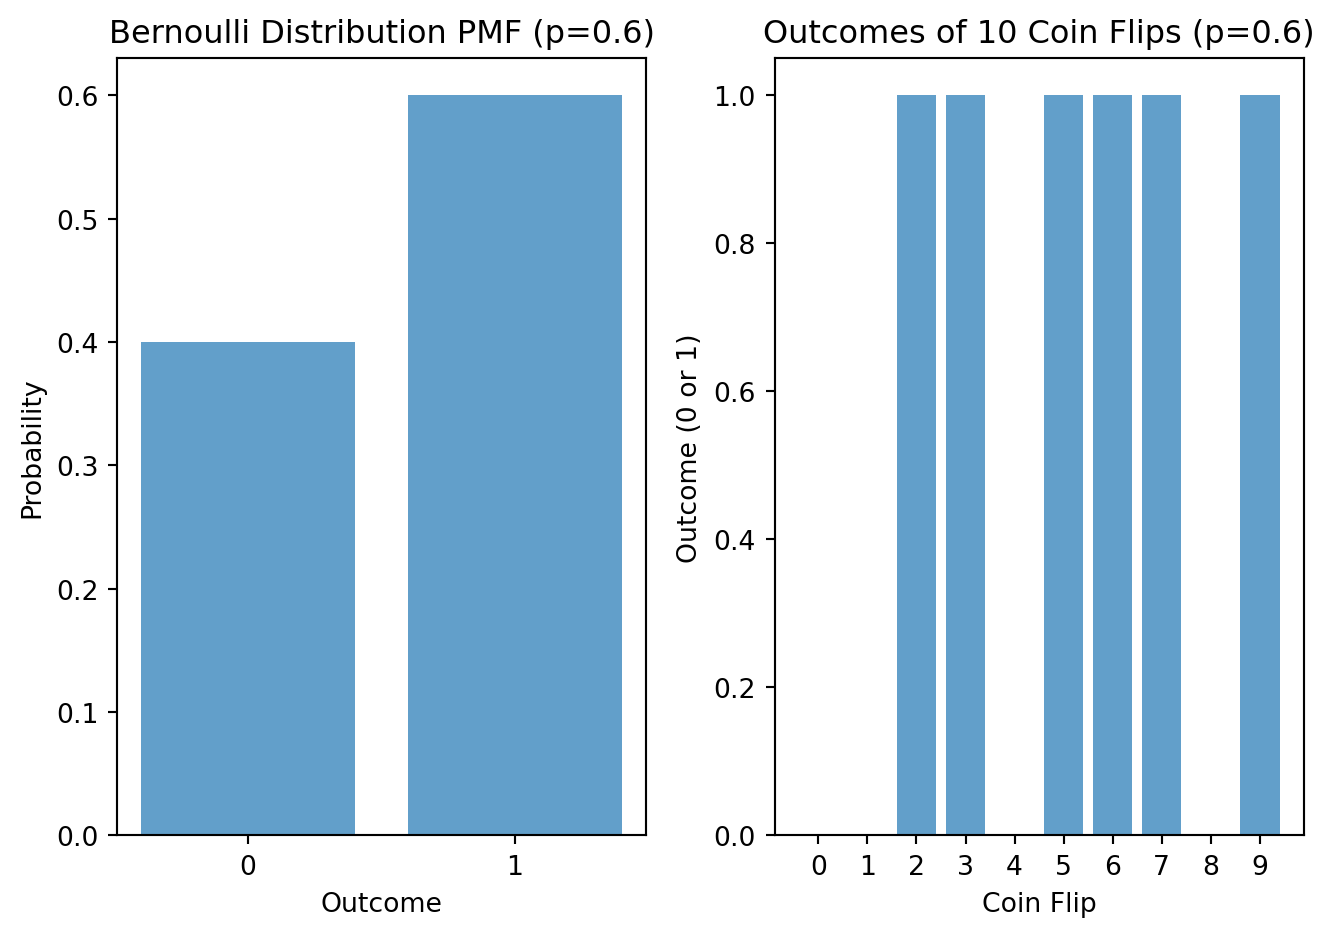 Bernoulli Distribution PMF (p=0.6)
0.6
0.5
0.4
0.3
0.2
0.1
0.0
Probability
0 1
Outcome
Outcomes of 10 Coin Flips (p=0.6)
1.0
0.8
0.6
0.4
0.2
0.0
Outcome (0 or 1)
0 1 2 3 4 5 6 7 8 9
Coin Flip